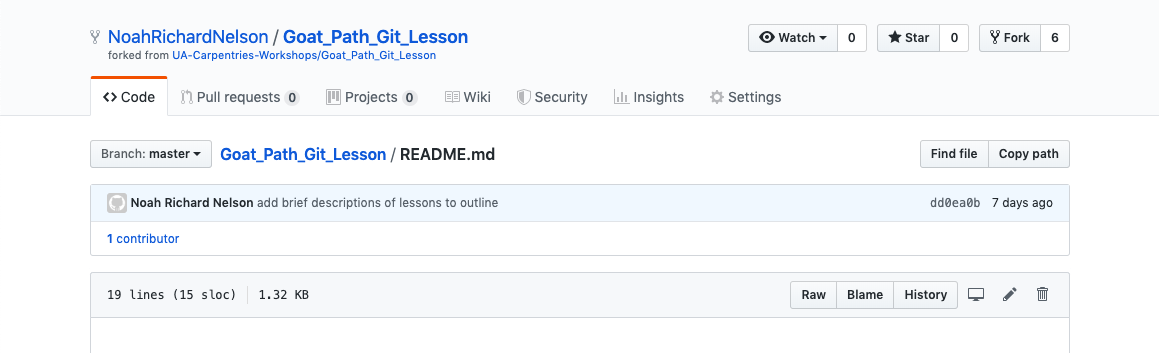 NoahRichardNelson / Goat_Path_Git_Lesson Watch 0 Star 0 Fork 6
forked from UA-Carpentries-Workshops/Goat_Path_Git_Lesson
<> Code Pull requests 0 Projects 0 Wiki Security Insights Settings
Branch: master Goat_Path_Git_Lesson / README.md Find file Copy path
Noah Richard Nelson add brief descriptions of lessons to outline dd0ea0b 7 days ago
1 contributor
19 lines (15 sloc) 1.32 KB Raw Blame History